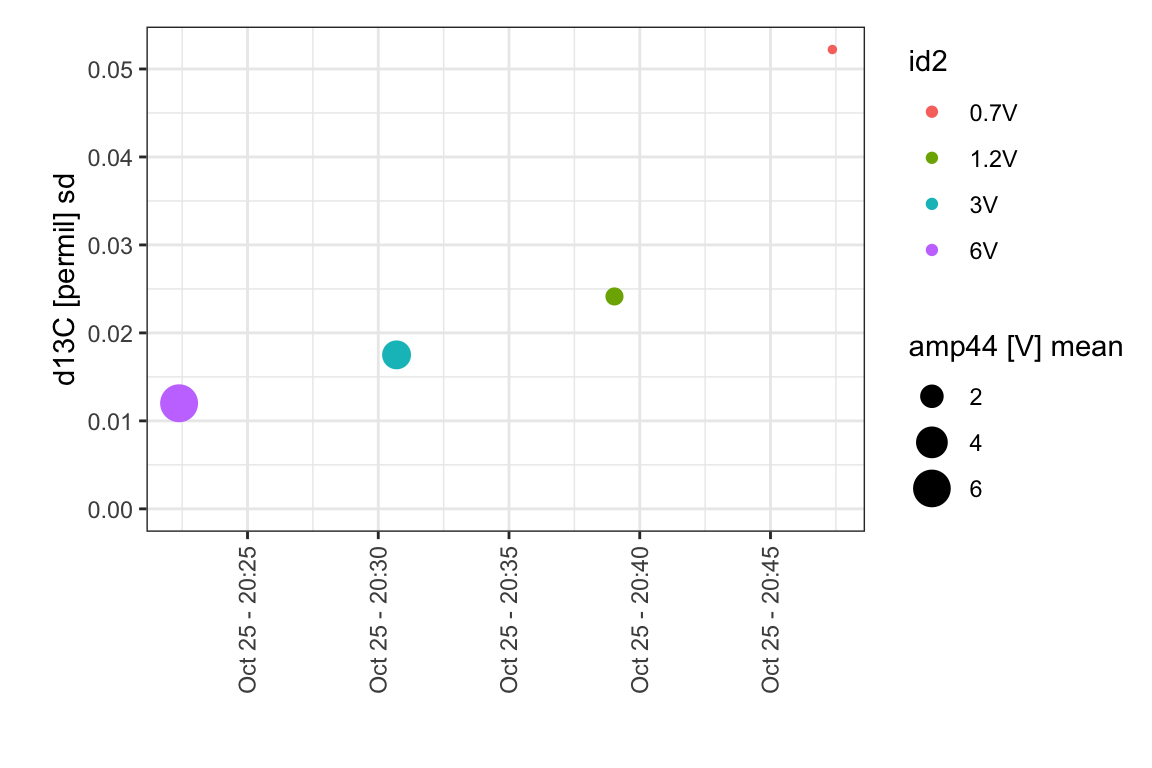 d13C [permil] sd
0.05
0.04
0.03
0.02
0.01
0.00
Oct 25 - 20:25
Oct 25 - 20:30
Oct 25 - 20:35
Oct 25 - 20:40
Oct 25 - 20:45
id2
0.7V
1.2V
3V
6V
amp44 [V] mean
2
4
6